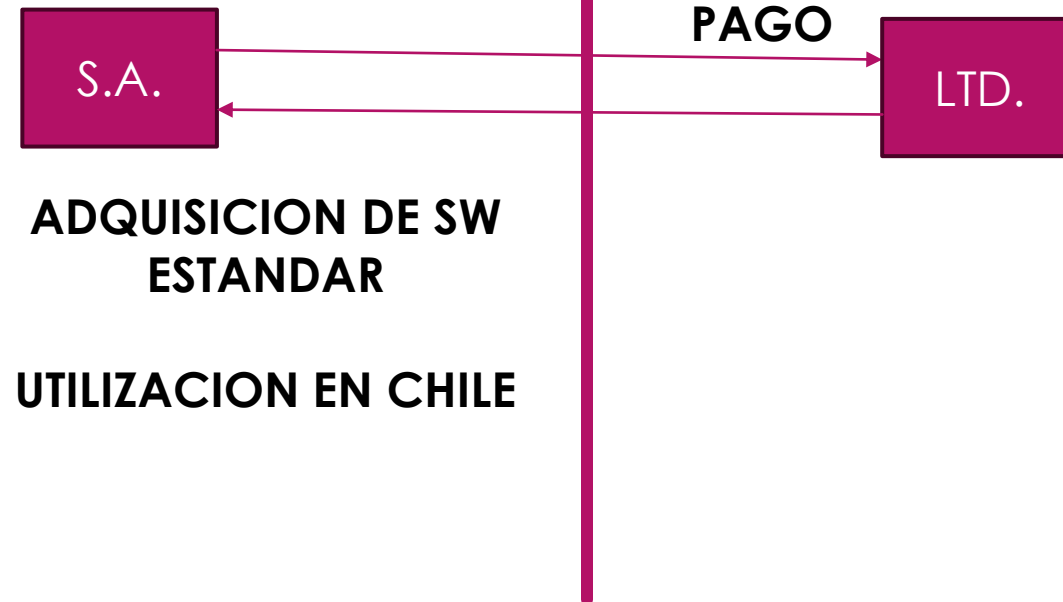 PAGO
S.A.
LTD.
ADQUISICION DE SW
ESTANDAR
UTILIZACION EN CHILE